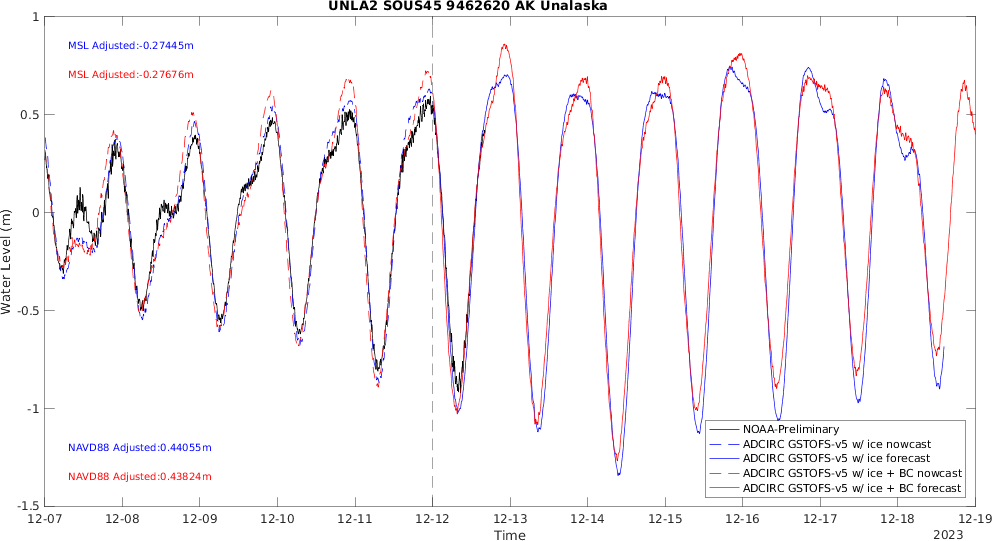 UNLA2 SOUS45 9462620 AK Unalaska
1
0.5
0
-0.5
-1
-1.5
Water Level (m)
MSL Adjusted:-0.27445m
MSL Adjusted:-0.27676m
NAVD88 Adjusted:0.44055m
NAVD88 Adjusted:0.43824m
NOAA-Preliminary
ADCIRC GSTOFS-v5 w/ ice nowcast
ADCIRC GSTOFS-v5 w/ ice forecast
ADCIRC GSTOFS-v5 w/ ice + BC nowcast
ADCIRC GSTOFS-v5 w/ ice + BC forecast
12-07 12-08 12-09 12-10 12-11 12-12 12-13 12-14 12-15 12-16 12-17 12-18 12-19
Time
2023